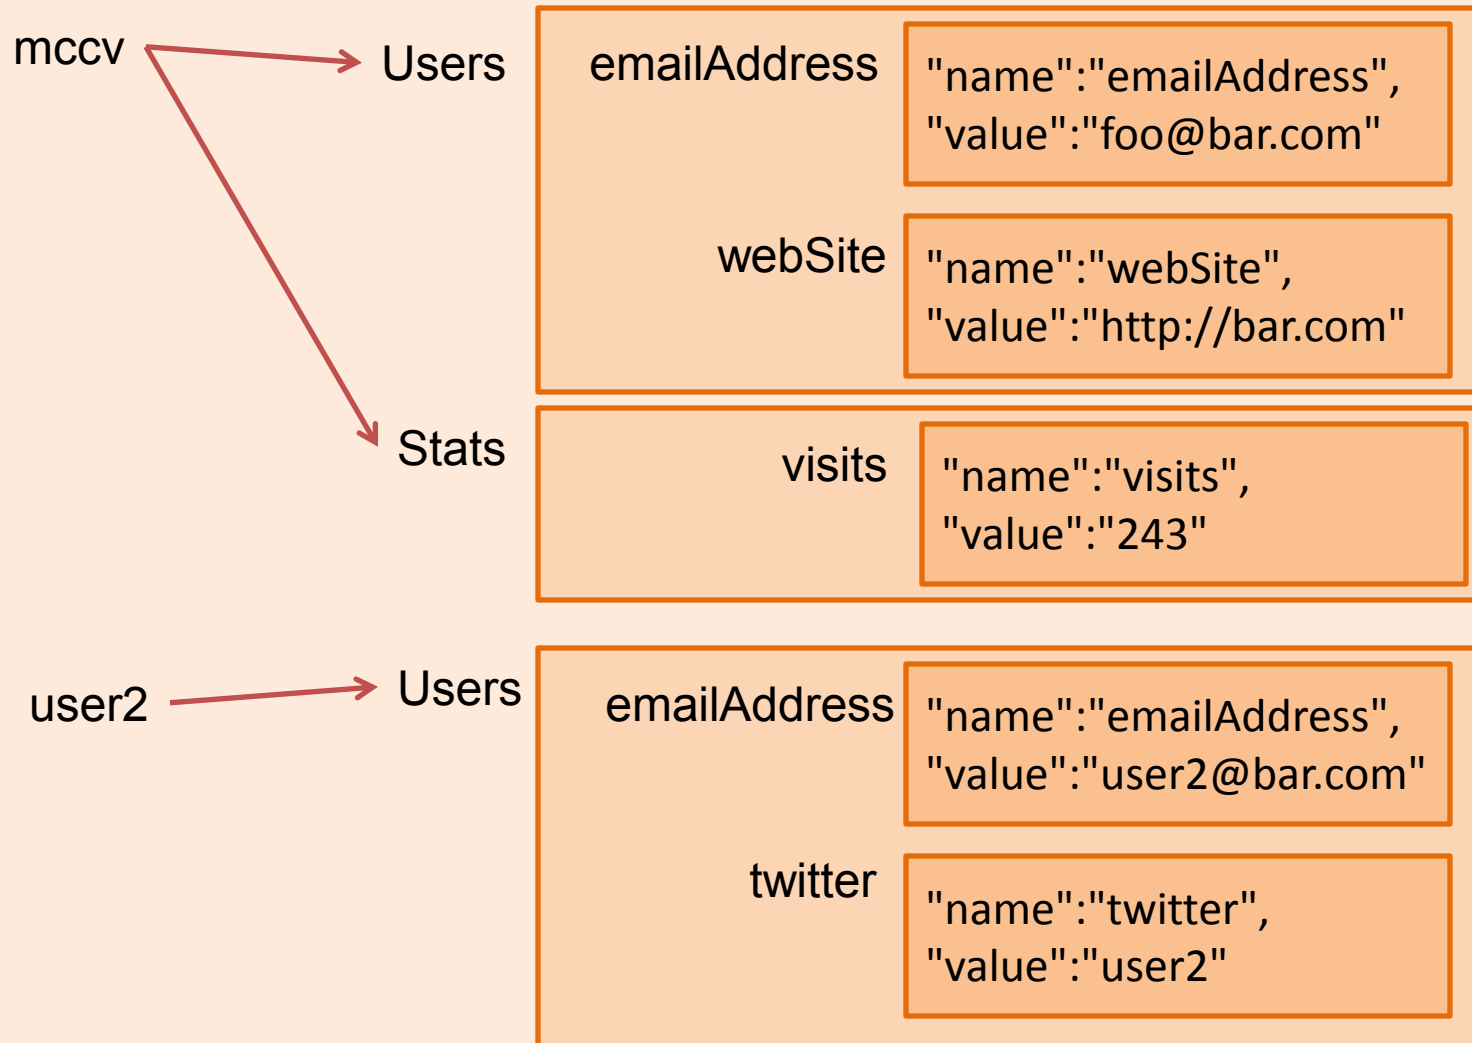 mccv
Users
emailAddress
"name":"emailAddress",
"value":"foo@bar.com"
webSite
"name":"webSite",
"value":"http://bar.com"
Stats
visits
"name":"visits",
"value":"243"
user2
Users
emailAddress
"name":"emailAddress",
"value":"user2@bar.com"
twitter
"name":"twitter",
"value":"user2"